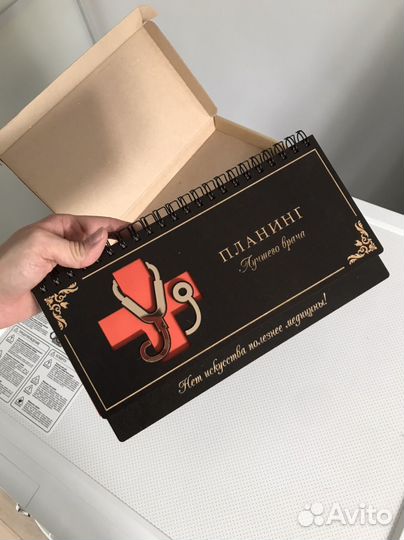 ПЛАНИНГ
Лучшего врача
Нет искусства полезнее медицины!
Avito